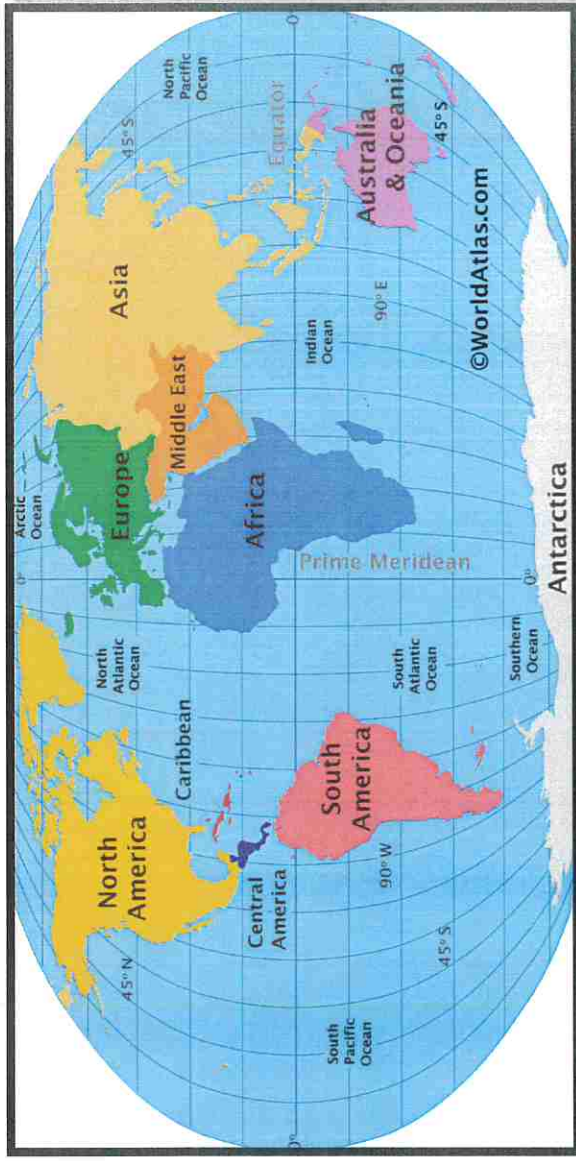 Arctic
Ocean
North
America
Europe
Asia
North
Pacific
Ocean
45° N
45° S
North
Atlantic
Ocean
Middle East
Caribbean
Central
America
Africa
Equator
0°
0°
Indian
Ocean
South
America
Australia
& Oceania
South
Pacific
Ocean
90° W
90° E
South
Atlantic
Ocean
Prime Meridean
45° S
45° S
©WorldAtlas.com
Southern
Ocean
0°
Antarctica